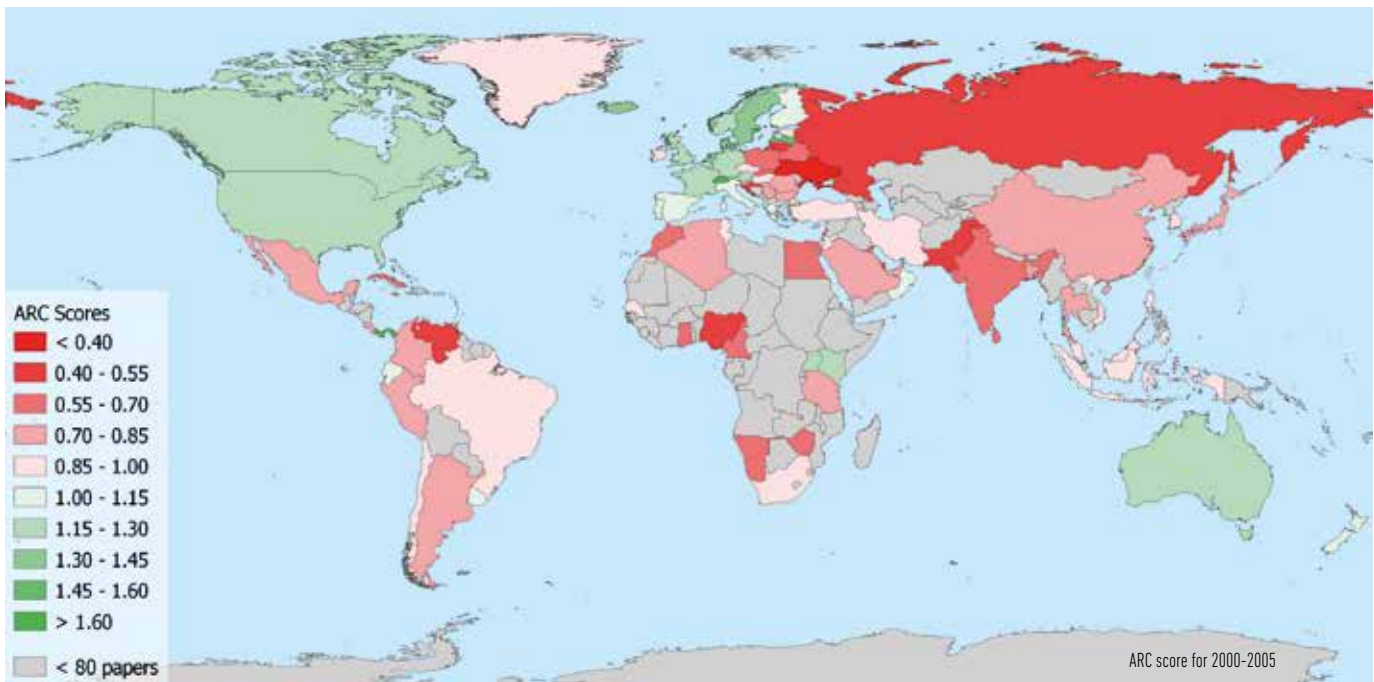 ARC Scores
< 0.40
0.40 - 0.55
0.55 - 0.70
0.70 - 0.85
0.85 - 1.00
1.00 - 1.15
1.15 - 1.30
1.30 - 1.45
1.45 - 1.60
> 1.60
< 80 papers
ARC score for 2000-2005